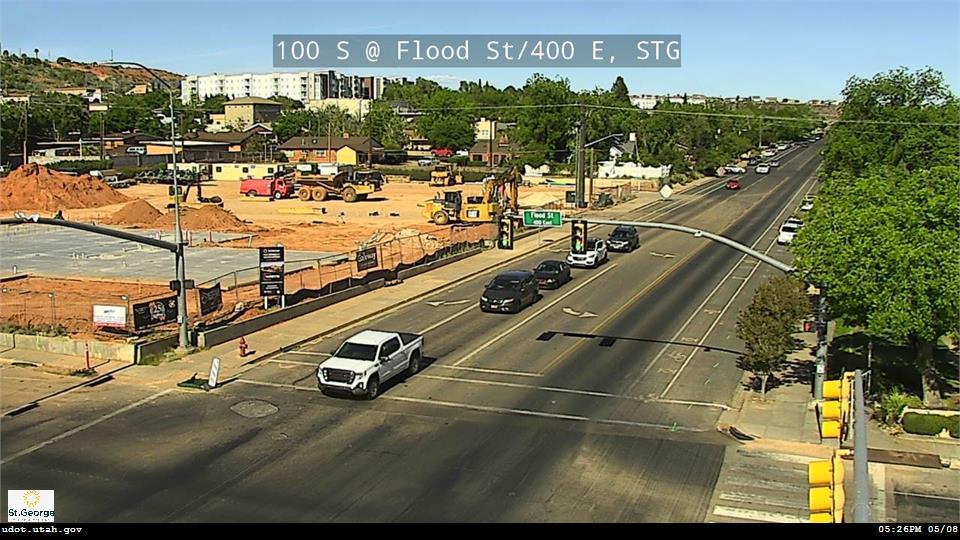 100 S @ Flood St/400 E, STG
Flood St
400 East
St.George
udot.utah.gov
05:26PM 05/08